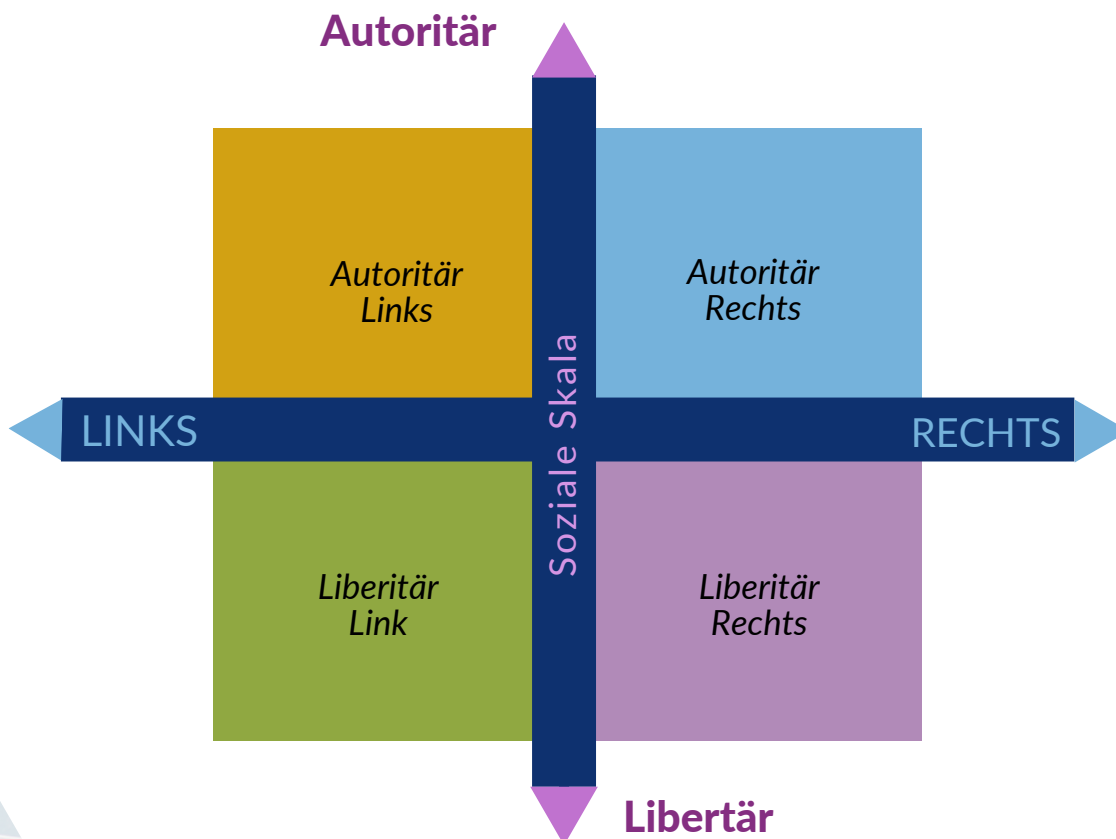 Autoritär
Autoritär
Links
Autoritär
Rechts
Soziale Skala
LINKS
RECHTS
Liberitär
Link
Liberitär
Rechts
Libertär